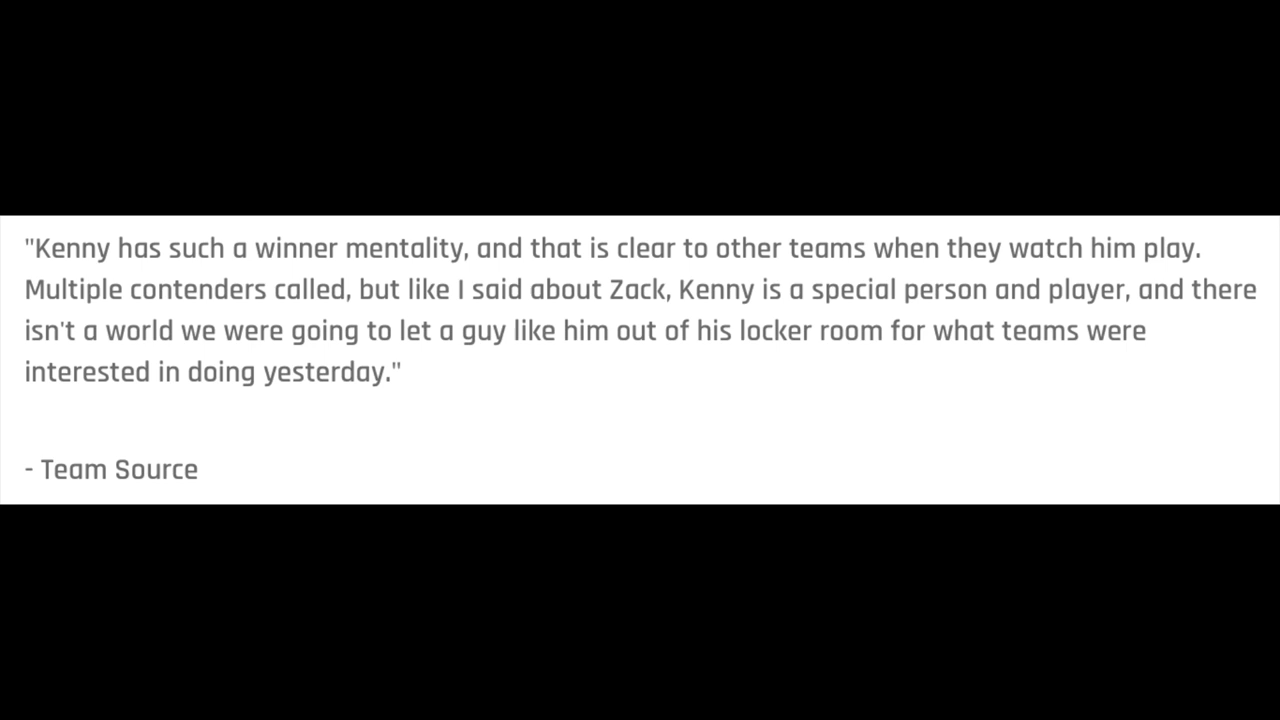 "Kenny has such a winner mentality, and that is clear to other teams when they watch him play.
Multiple contenders called, but like I said about Zack, Kenny is a special person and player, and there
isn't a world we were going to let a guy like him out of his locker room for what teams were
interested in doing yesterday."
- Team Source